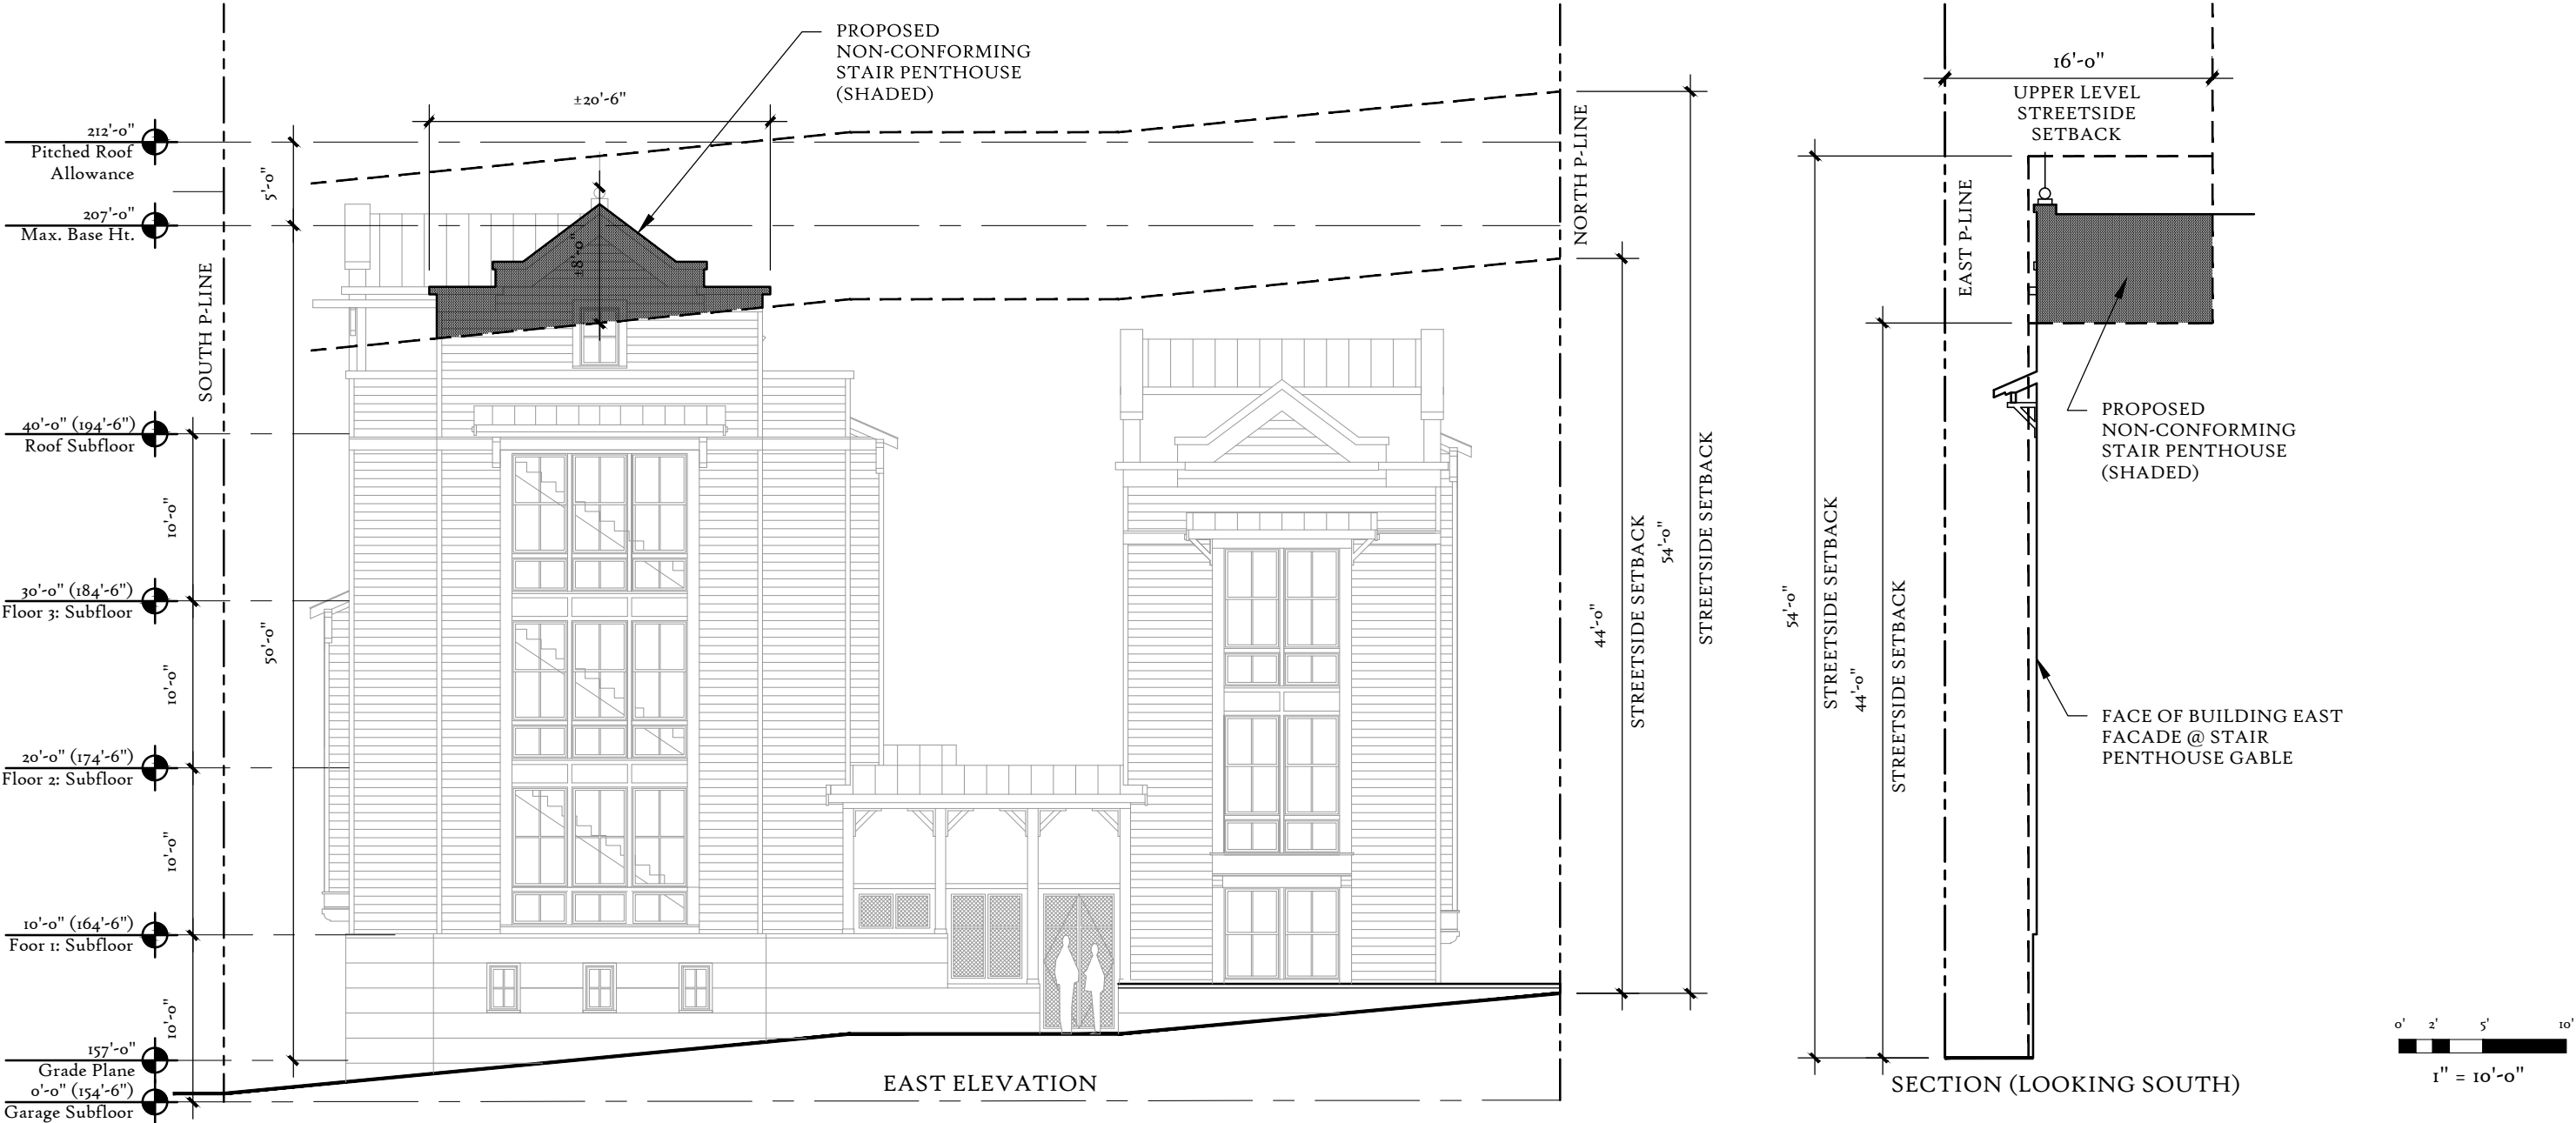 PROPOSED
NON-CONFORMING
STAIR PENTHOUSE
(SHADED)
±20'-6"
±8'-0"
212'-0"
Pitched Roof
Allowance
5'-0"
207'-0"
Max. Base Ht.
SOUTH P-LINE
40'-0" (194'-6")
Roof Subfloor
10'-0"
30'-0" (184'-6")
Floor 3: Subfloor
50'-0"
10'-0"
20'-0" (174'-6")
Floor 2: Subfloor
10'-0"
10'-0" (164'-6")
Foor 1: Subfloor
10'-0"
157'-0"
Grade Plane
0'-0" (154'-6")
Garage Subfloor
EAST ELEVATION
NORTH P-LINE
44'-0"
STREETSIDE SETBACK
54'-0"
STREETSIDE SETBACK
16'-0"
UPPER LEVEL
STREETSIDE
SETBACK
EAST P-LINE
54'-0"
STREETSIDE SETBACK
44'-0"
STREETSIDE SETBACK
PROPOSED
NON-CONFORMING
STAIR PENTHOUSE
(SHADED)
FACE OF BUILDING EAST
FACADE @ STAIR
PENTHOUSE GABLE
SECTION (LOOKING SOUTH)
0' 2' 5' 10'
1" = 10'-0"